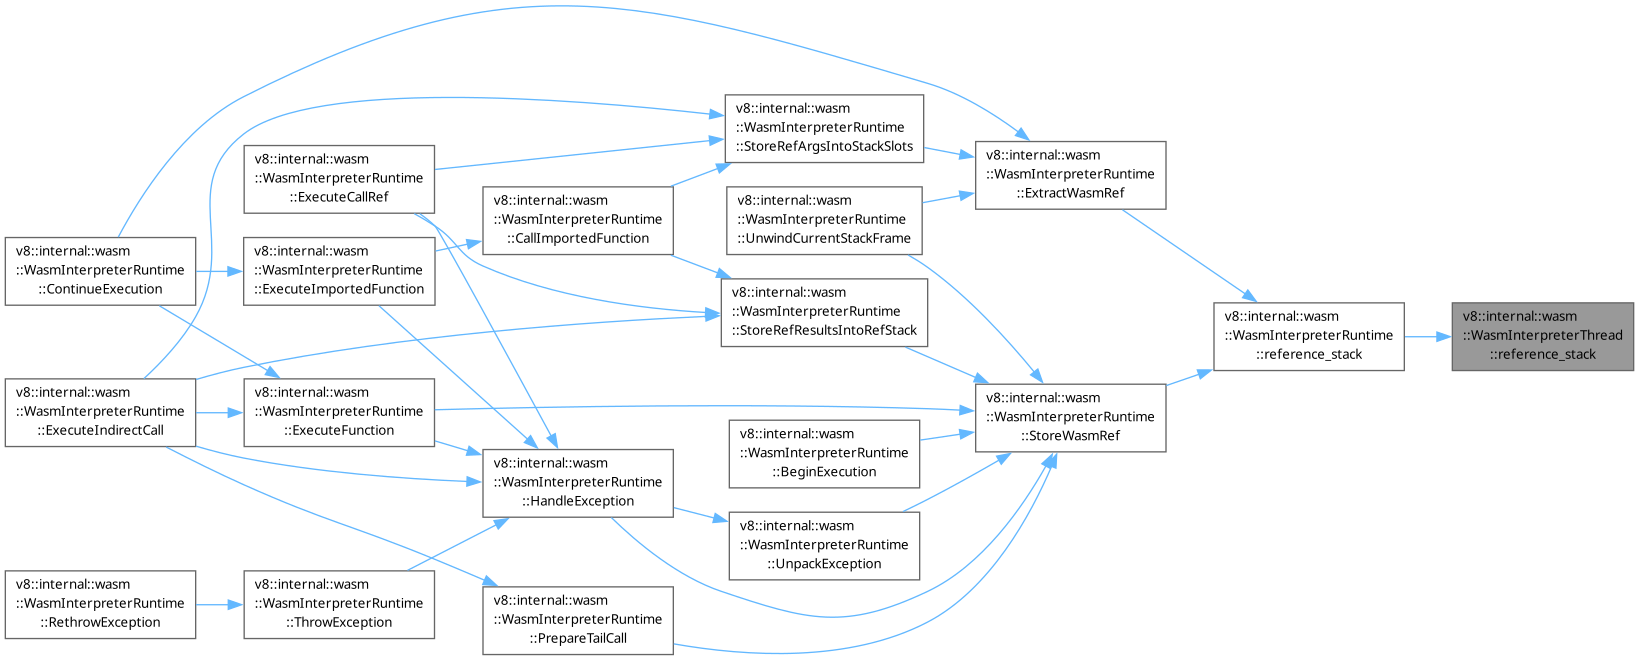 v8::internal::wasm
::WasmInterpreterRuntime
::ContinueExecution
v8::internal::wasm
::WasmInterpreterRuntime
::ExecuteIndirectCall
v8::internal::wasm
::WasmInterpreterRuntime
::RethrowException
v8::internal::wasm
::WasmInterpreterRuntime
::ExecuteCallRef
v8::internal::wasm
::WasmInterpreterRuntime
::ExecuteImportedFunction
v8::internal::wasm
::WasmInterpreterRuntime
::ExecuteFunction
v8::internal::wasm
::WasmInterpreterRuntime
::ThrowException
v8::internal::wasm
::WasmInterpreterRuntime
::CallImportedFunction
v8::internal::wasm
::WasmInterpreterRuntime
::HandleException
v8::internal::wasm
::WasmInterpreterRuntime
::PrepareTailCall
v8::internal::wasm
::WasmInterpreterRuntime
::StoreRefArgsIntoStackSlots
v8::internal::wasm
::WasmInterpreterRuntime
::UnwindCurrentStackFrame
v8::internal::wasm
::WasmInterpreterRuntime
::StoreRefResultsIntoRefStack
v8::internal::wasm
::WasmInterpreterRuntime
::BeginExecution
v8::internal::wasm
::WasmInterpreterRuntime
::UnpackException
v8::internal::wasm
::WasmInterpreterRuntime
::ExtractWasmRef
v8::internal::wasm
::WasmInterpreterRuntime
::StoreWasmRef
v8::internal::wasm
::WasmInterpreterRuntime
::reference_stack
v8::internal::wasm
::WasmInterpreterThread
::reference_stack